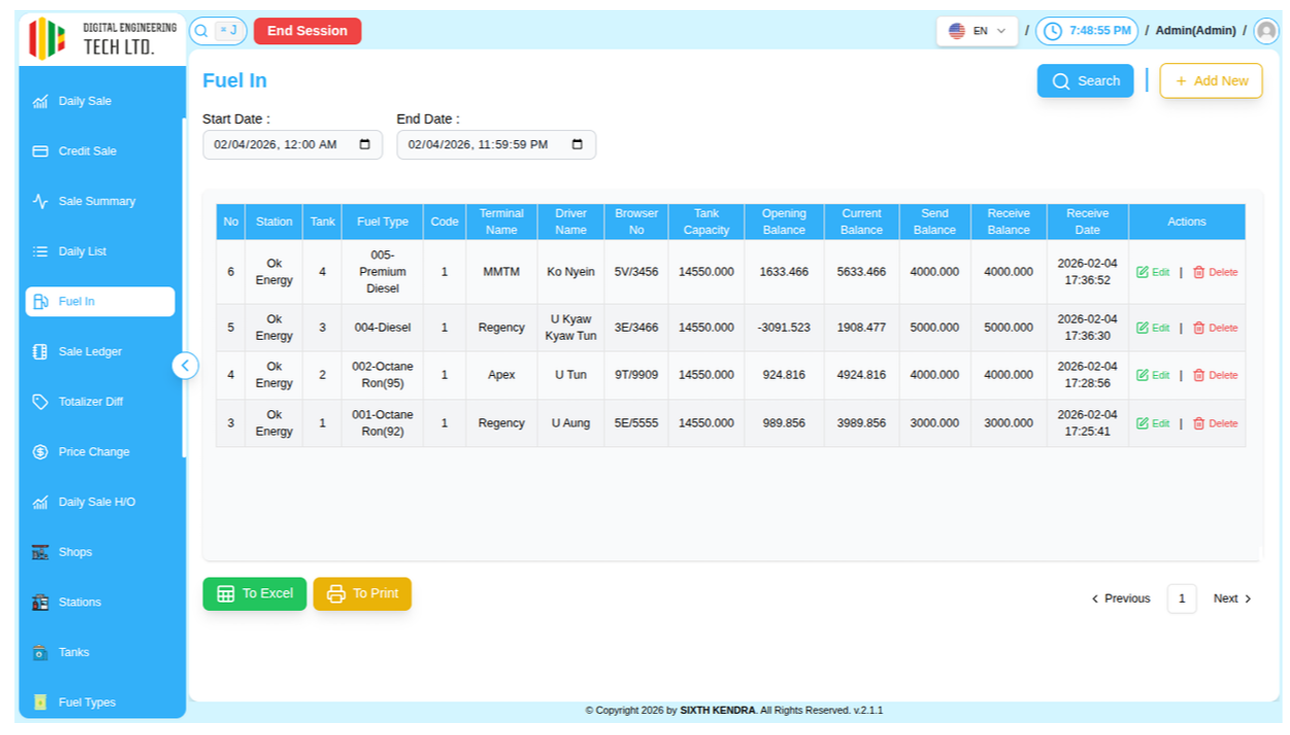 DIGITAL ENGINEERING
TECH LTD.
⌘ J
End Session
EN
/
7:48:55 PM
/ Admin(Admin) /
Daily Sale
Credit Sale
Sale Summary
Daily List
Fuel In
Sale Ledger
Totalizer Diff
Price Change
Daily Sale H/O
Shops
Stations
Tanks
Fuel Types
Fuel In
Search
+ Add New
Start Date :
End Date :
02/04/2026, 12:00 AM
02/04/2026, 11:59:59 PM
No Station Tank Fuel Type Code Terminal Name Driver Name Browser No Tank Capacity Opening Balance Current Balance Send Balance Receive Balance Receive Date Actions
6 Ok Energy 4 005-Premium Diesel 1 MMTM Ko Nyein 5V/3456 14550.000 1633.466 5633.466 4000.000 4000.000 2026-02-04 17:36:52 Edit | Delete
5 Ok Energy 3 004-Diesel 1 Regency U Kyaw Kyaw Tun 3E/3466 14550.000 -3091.523 1908.477 5000.000 5000.000 2026-02-04 17:36:30 Edit | Delete
4 Ok Energy 2 002-Octane Ron(95) 1 Apex U Tun 9T/9909 14550.000 924.816 4924.816 4000.000 4000.000 2026-02-04 17:28:56 Edit | Delete
3 Ok Energy 1 001-Octane Ron(92) 1 Regency U Aung 5E/5555 14550.000 989.856 3989.856 3000.000 3000.000 2026-02-04 17:25:41 Edit | Delete
To Excel
To Print
Previous 1 Next
© Copyright 2026 by SIXTH KENDRA. All Rights Reserved. v.2.1.1